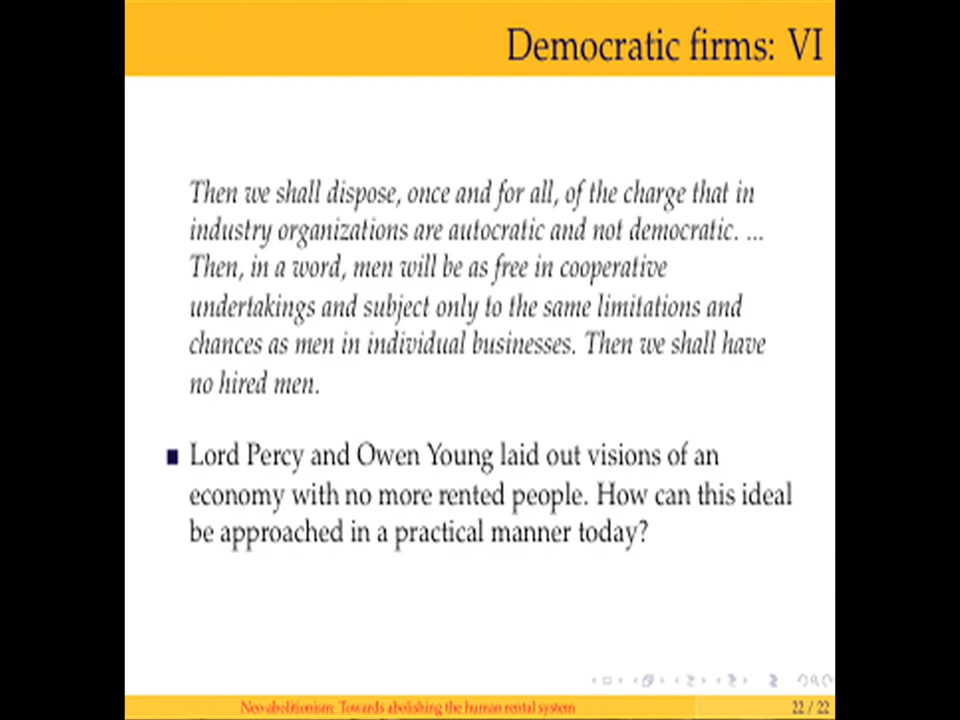 Democratic firms: VI
Then we shall dispose, once and for all, of the charge that in
industry organizations are autocratic and not democratic. ...
Then, in a word, men will be as free in cooperative
undertakings and subject only to the same limitations and
chances as men in individual businesses. Then we shall have
no hired men.
Lord Percy and Owen Young laid out visions of an
economy with no more rented people. How can this ideal
be approached in a practical manner today?
Neo-abolitionism: Towards abolishing the human rental system
22 / 22